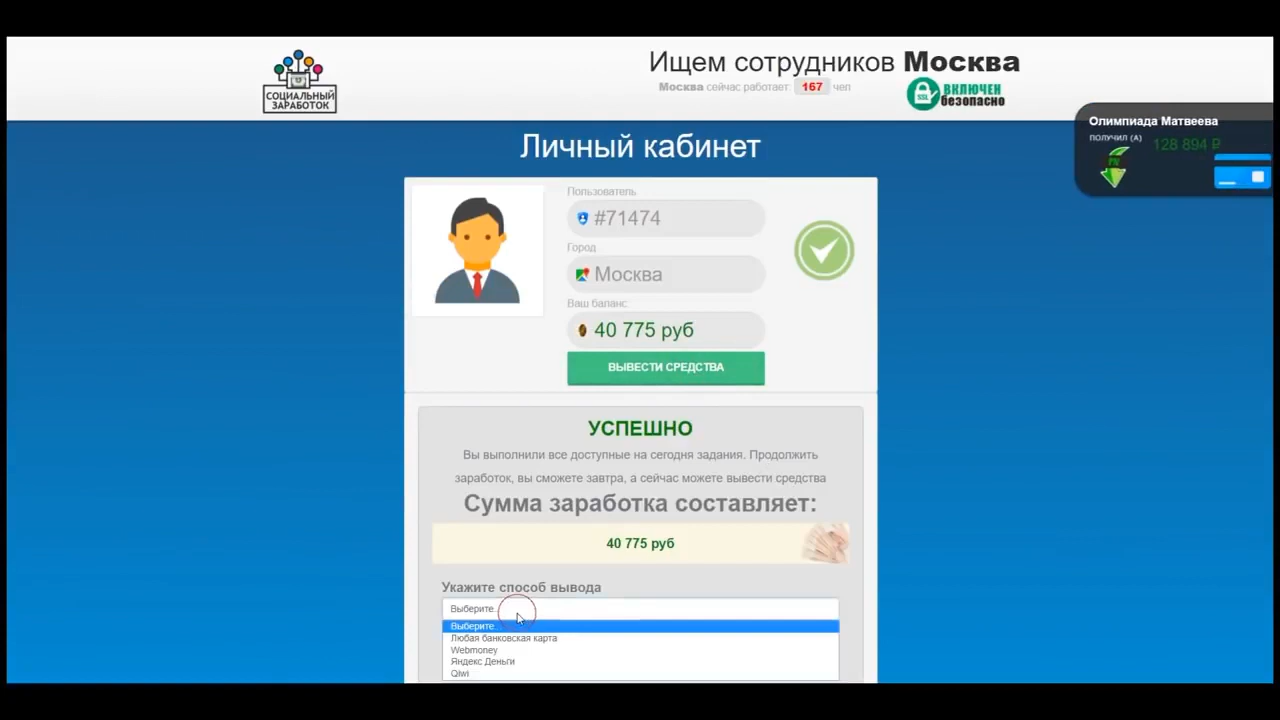 СОЦИАЛЬНЫЙ
ЗАРАБОТОК
Ищем сотрудников Москва
Москва сейчас работает: 167 чел
SSL
ВКЛЮЧЕН
безопасно
Олимпиада Матвеева
ПОЛУЧИЛ (А)
128 894 ₽
Личный кабинет
Пользователь
#71474
Город
Москва
Ваш баланс:
40 775 руб
ВЫВЕСТИ СРЕДСТВА
УСПЕШНО
Вы выполнили все доступные на сегодня задания. Продолжить
заработок, вы сможете завтра, а сейчас можете вывести средства
Сумма заработка составляет:
40 775 руб
Укажите способ вывода
Выберите...
Выберите...
Любая банковская карта
Webmoney
Яндекс Деньги
Qiwi